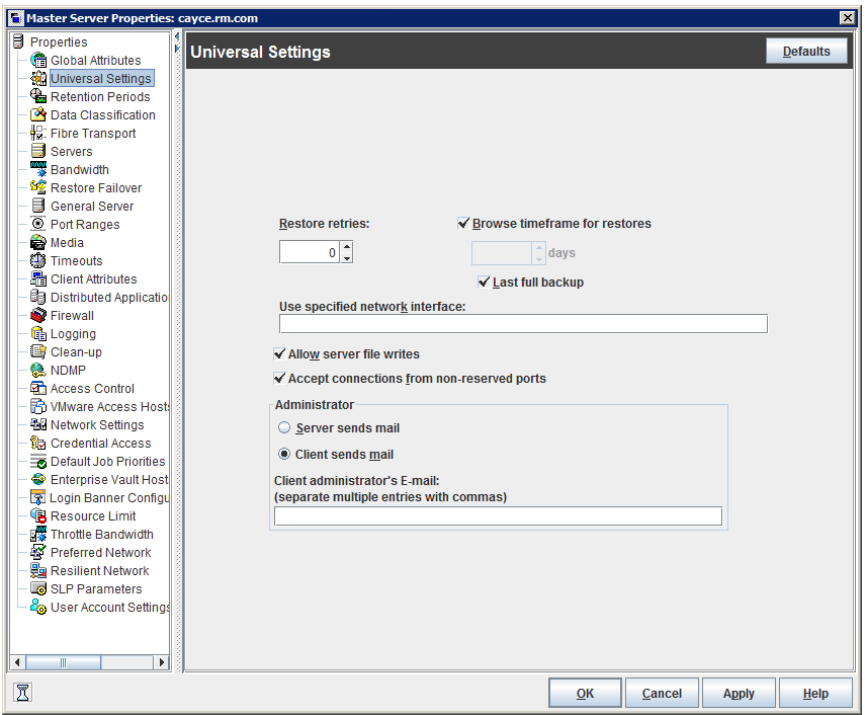 Master Server Properties: cayce.rm.com
Properties
Global Attributes
Universal Settings
Retention Periods
Data Classification
Fibre Transport
Servers
Bandwidth
Restore Failover
General Server
Port Ranges
Media
Timeouts
Client Attributes
Distributed Applicatio
Firewall
Logging
Clean-up
NDMP
Access Control
VMware Access Hosts
Network Settings
Credential Access
Default Job Priorities
Enterprise Vault Host
Login Banner Configu
Resource Limit
Throttle Bandwidth
Preferred Network
Resilient Network
SLP Parameters
User Account Settings
Universal Settings
Defaults
Restore retries:
Browse timeframe for restores
0
days
Last full backup
Use specified network interface:
Allow server file writes
Accept connections from non-reserved ports
Administrator
Server sends mail
Client sends mail
Client administrator's E-mail:
(separate multiple entries with commas)
OK Cancel Apply Help